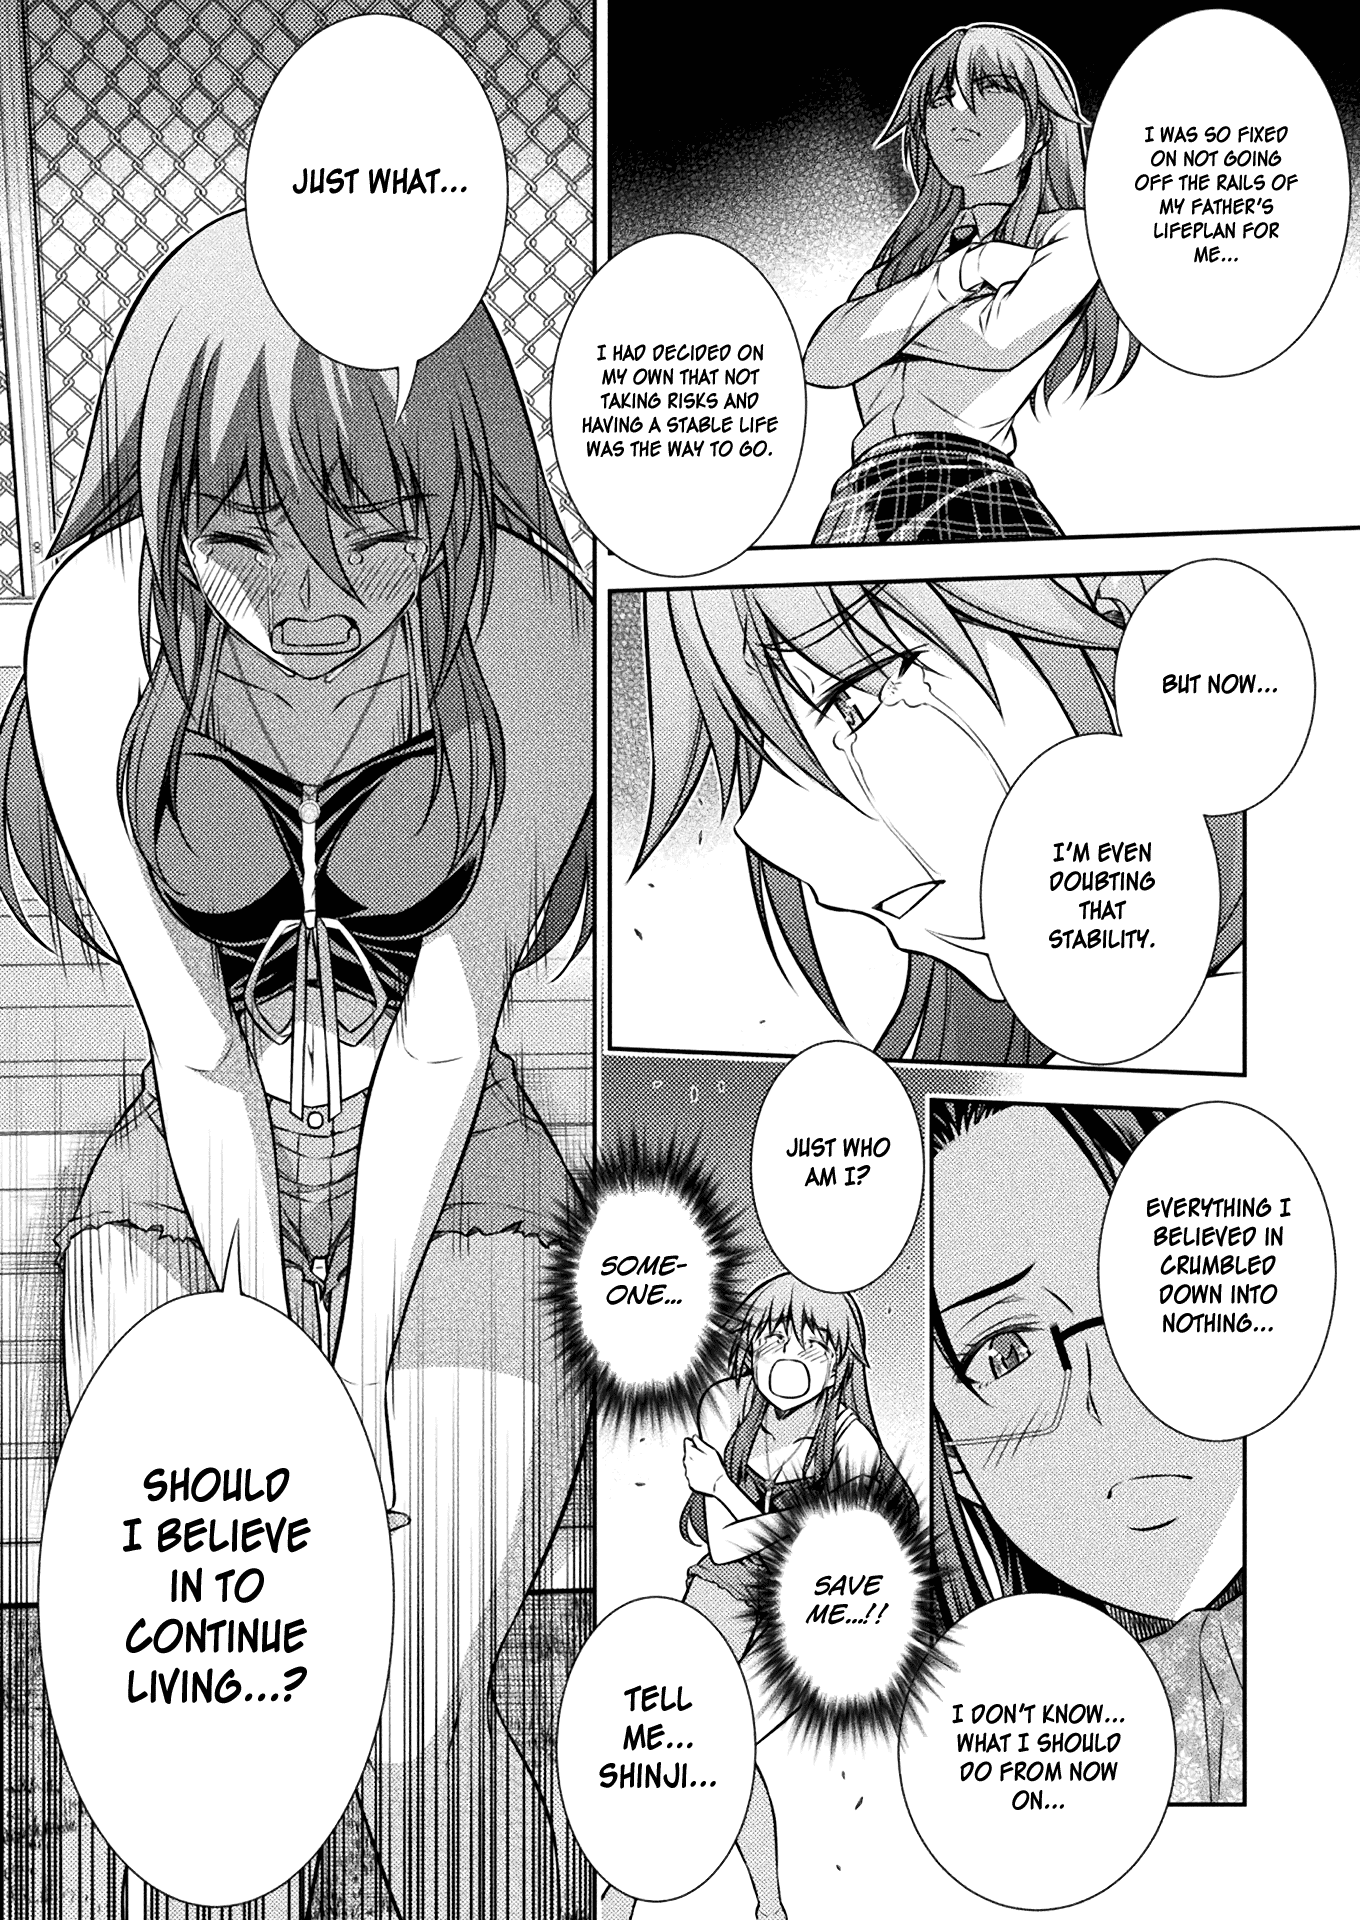 I WAS SO FIXED
ON NOT GOING
OFF THE RAILS OF
MY FATHER'S
LIFEPLAN FOR
ME...
I HAD DECIDED ON
MY OWN THAT NOT
TAKING RISKS AND
HAVING A STABLE LIFE
WAS THE WAY TO GO.
BUT NOW...
I'M EVEN
DOUBTING
THAT
STABILITY.
EVERYTHING I
BELIEVED IN
CRUMBLED
DOWN INTO
NOTHING...
I DON'T KNOW...
WHAT I SHOULD
DO FROM NOW
ON...
JUST WHO
AM I?
SOME-
ONE...
SAVE
ME...!!
TELL
ME...
SHINJI...
JUST WHAT...
SHOULD
I BELIEVE
IN TO
CONTINUE
LIVING...?